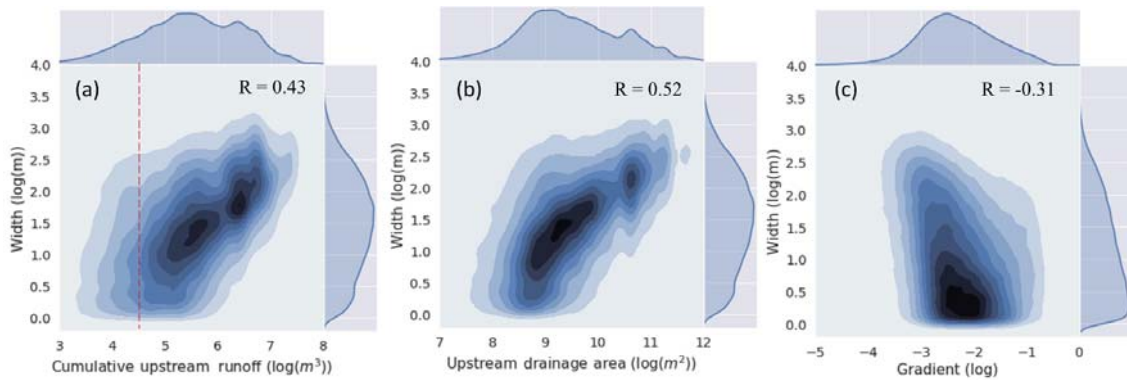 4.0
3.5
3.0
2.5
2.0
1.5
1.0
0.5
0.0
Width (log(m))
(a)
R = 0.43
3 4 5 6 7 8
Cumulative upstream runoff (log(m³))
4.0
3.5
3.0
2.5
2.0
1.5
1.0
0.5
0.0
Width (log(m))
(b)
R = 0.52
7 8 9 10 11 12
Upstream drainage area (log(m²))
4.0
3.5
3.0
2.5
2.0
1.5
1.0
0.5
0.0
Width (log(m))
(c)
R = -0.31
−5 −4 −3 −2 −1 0
Gradient (log)